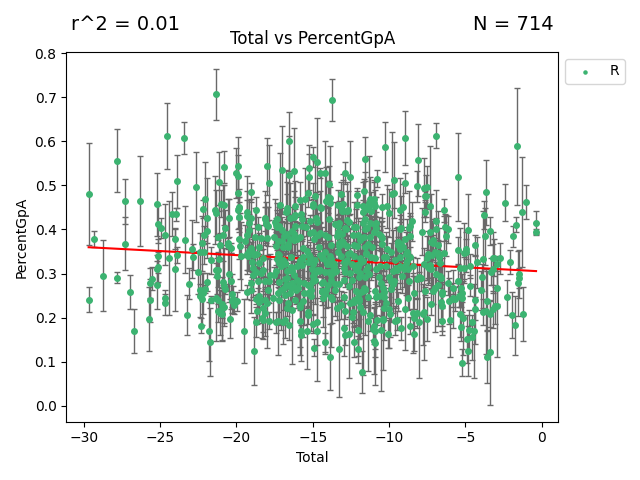 r^2 = 0.01
N = 714
Total vs PercentGpA
R
PercentGpA
0.8
0.7
0.6
0.5
0.4
0.3
0.2
0.1
0.0
−30
−25
−20
−15
−10
−5
0
Total